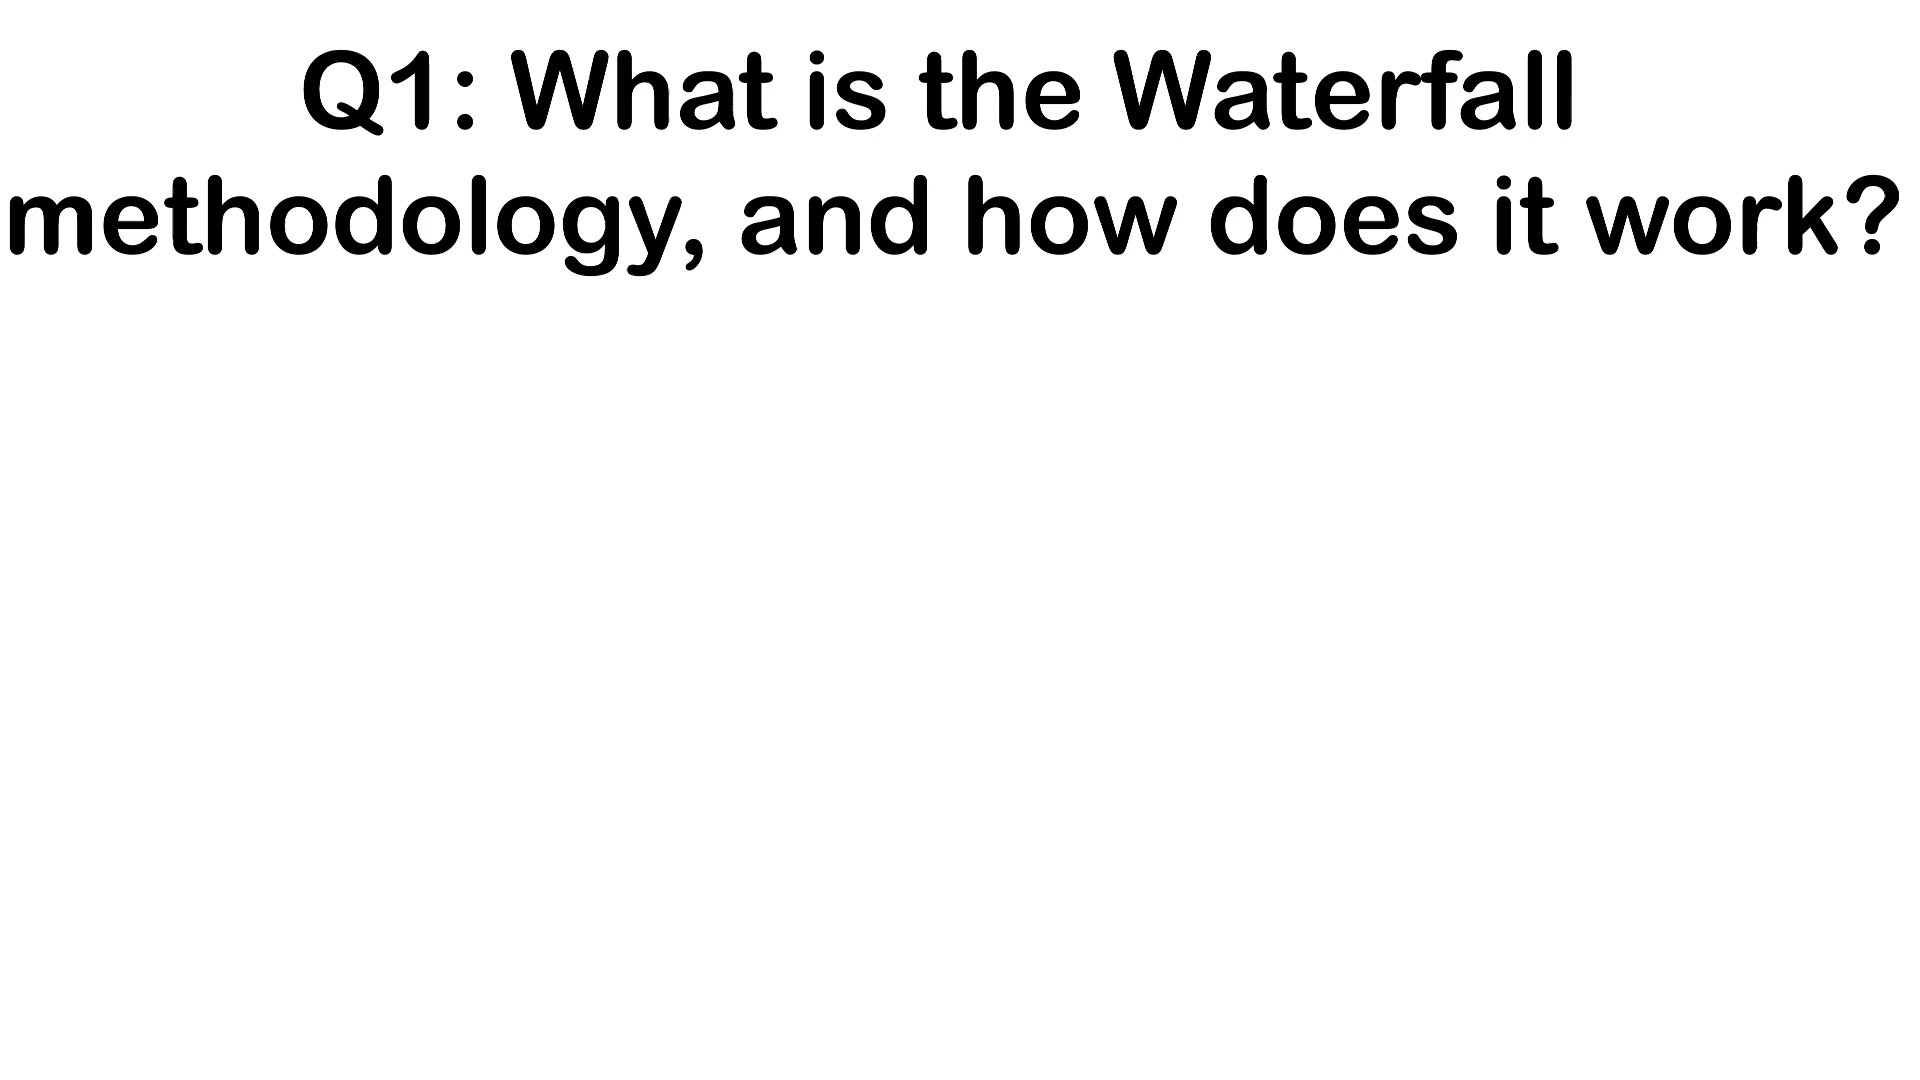 Q1: What is the Waterfall
methodology, and how does it work?